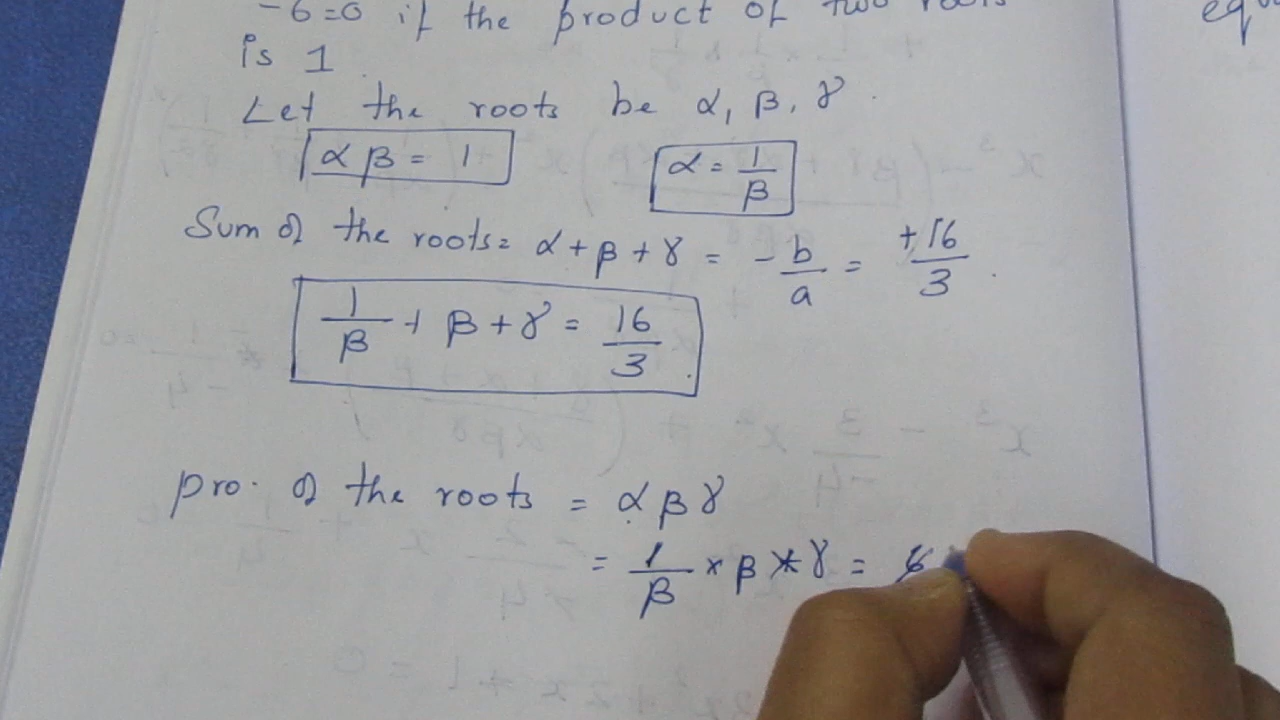 -6=0 if the product of two roots
is 1
Let the roots be α, β, γ.
αβ = 1 α = 1/β
Sum of the roots = α + β + γ = -b/a = +16/3.
1/β + β + γ = 16/3.
pro. of the roots = αβγ
= 1/β × β × γ =
equ